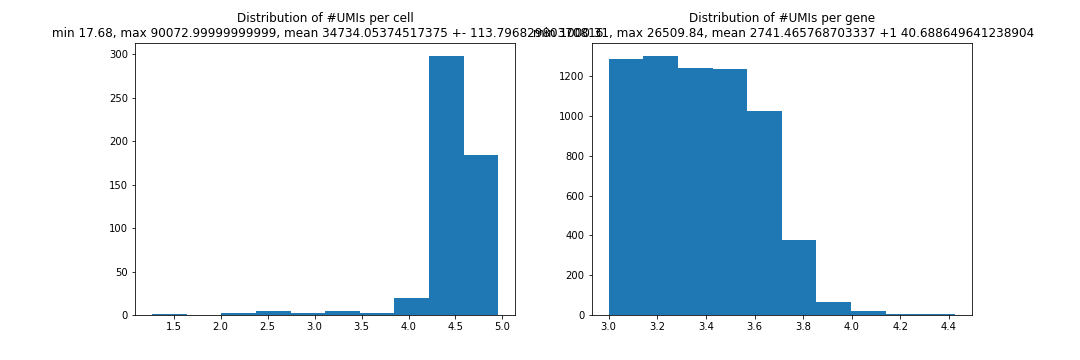 Distribution of #UMIs per cell
min 17.68, max 90072.99999999999, mean 34734.05374517375 +- 113.7968298
Distribution of #UMIs per gene
31, max 26509.84, mean 2741.465768703337 +1 40.688649641238904
300
250
200
150
100
50
0
1.5 2.0 2.5 3.0 3.5 4.0 4.5 5.0
1200
1000
800
600
400
200
0
3.0 3.2 3.4 3.6 3.8 4.0 4.2 4.4